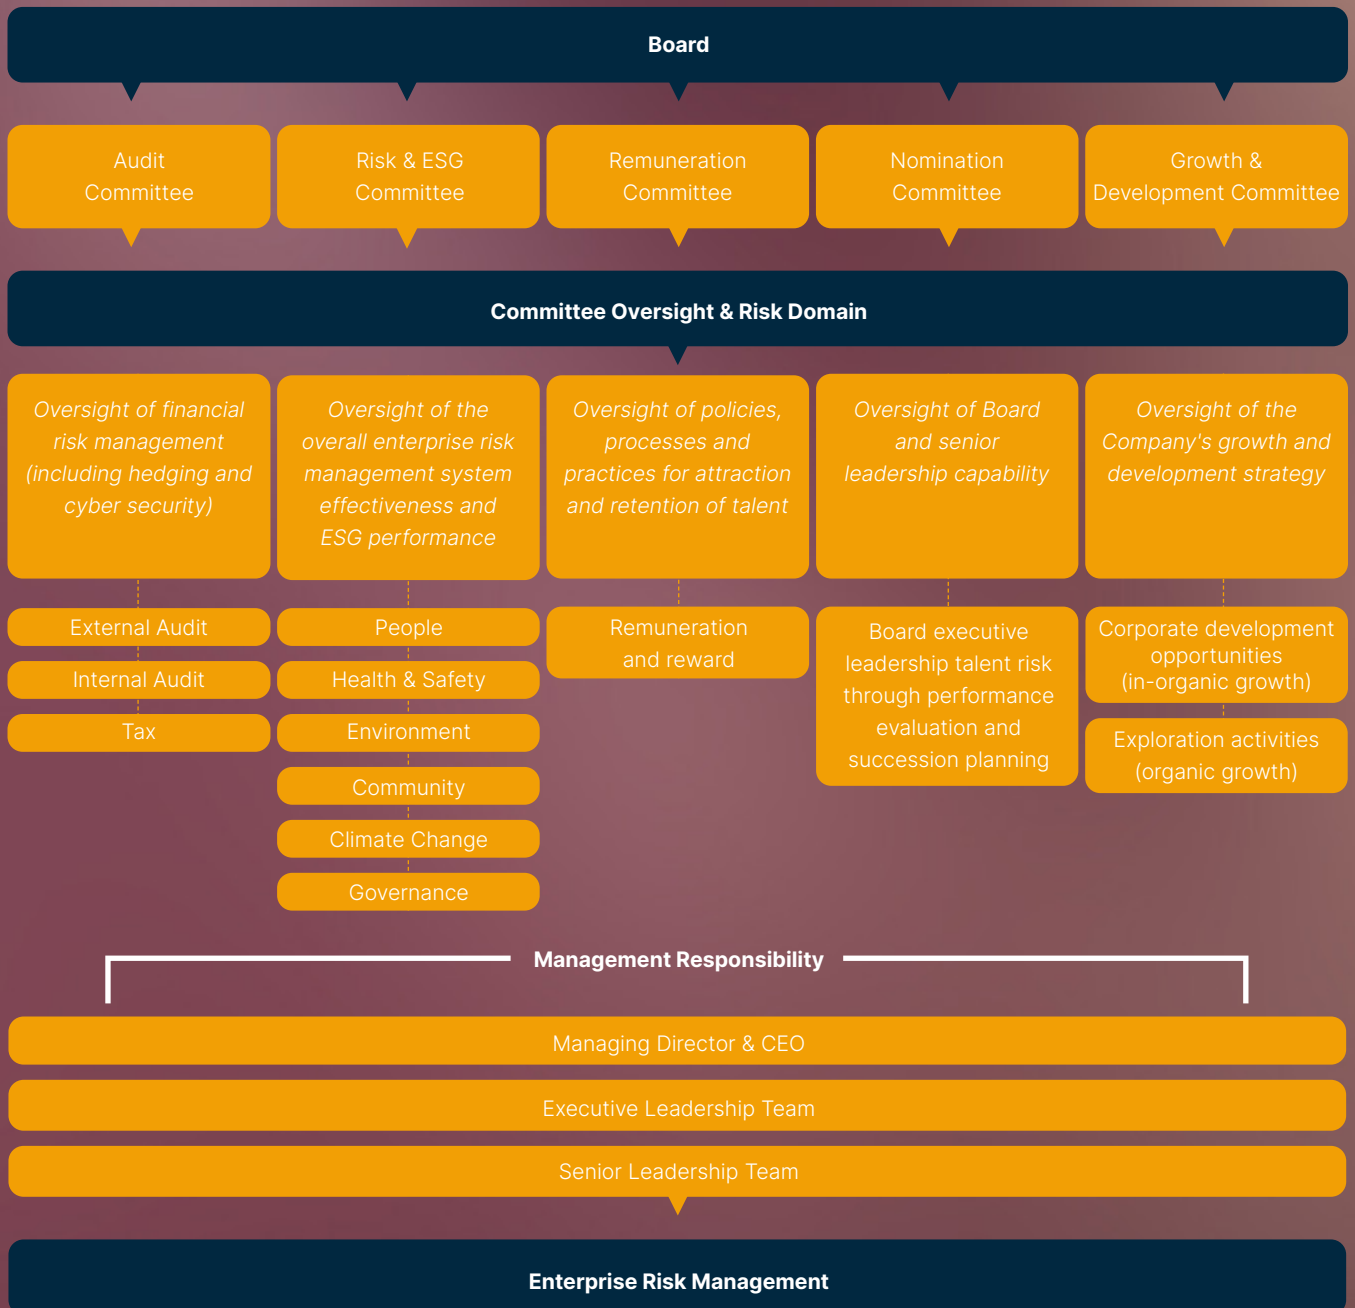 Board
Audit
Committee
Risk & ESG
Committee
Remuneration
Committee
Nomination
Committee
Growth &
Development Committee
Committee Oversight & Risk Domain
Oversight of financial
risk management
(including hedging and
cyber security)
External Audit
Internal Audit
Tax
Oversight of the
overall enterprise risk
management system
effectiveness and
ESG performance
People
Health & Safety
Environment
Community
Climate Change
Governance
Oversight of policies,
processes and
practices for attraction
and retention of talent
Remuneration
and reward
Oversight of Board
and senior
leadership capability
Board executive
leadership talent risk
through performance
evaluation and
succession planning
Oversight of the
Company's growth and
development strategy
Corporate development
opportunities
(in-organic growth)
Exploration activities
(organic growth)
Management Responsibility
Managing Director & CEO
Executive Leadership Team
Senior Leadership Team
Enterprise Risk Management